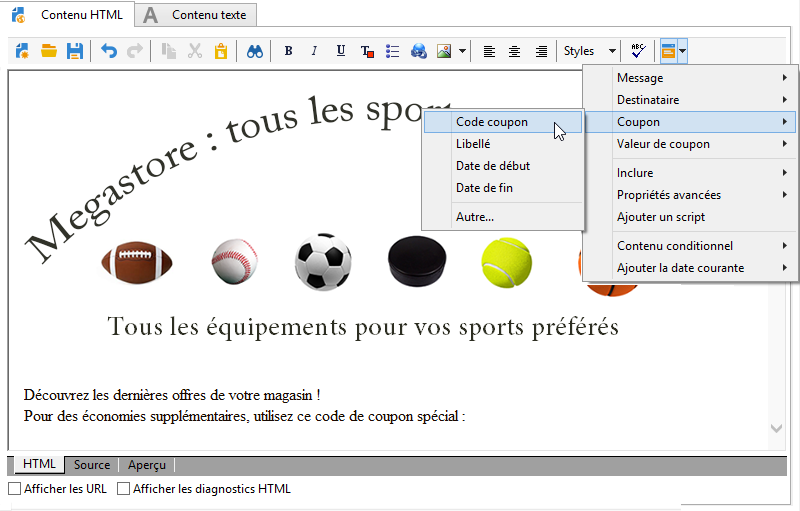 Contenu HTML
Contenu texte
B I U T Styles ABC
Message
Destinataire
Coupon
Valeur de coupon
Inclure
Propriétés avancées
Ajouter un script
Contenu conditionnel
Ajouter la date courante
Code coupon
Libellé
Date de début
Date de fin
Autre...
Megastore : tous les sport
Tous les équipements pour vos sports préférés
Découvrez les dernières offres de votre magasin !
Pour des économies supplémentaires, utilisez ce code de coupon spécial :
HTML Source Aperçu
Afficher les URL Afficher les diagnostics HTML